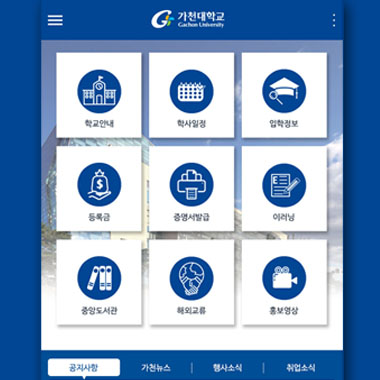 가천대학교
Gachon University
학교안내
학사일정
입학정보
등록금
증명서발급
이러닝
중앙도서관
해외교류
홍보영상
공지사항 가천뉴스 행사소식 취업소식